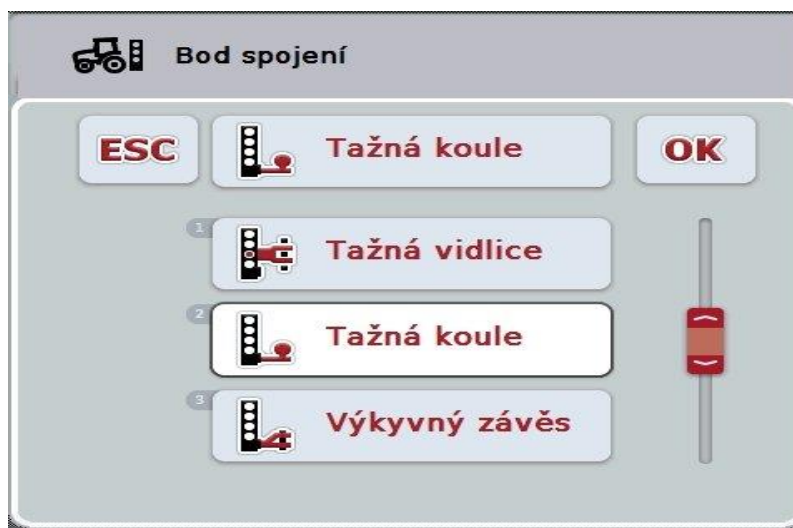 Bod spojení
ESC
Tažná koule
OK
1
Tažná vidlice
2
Tažná koule
3
Výkyvný závěs